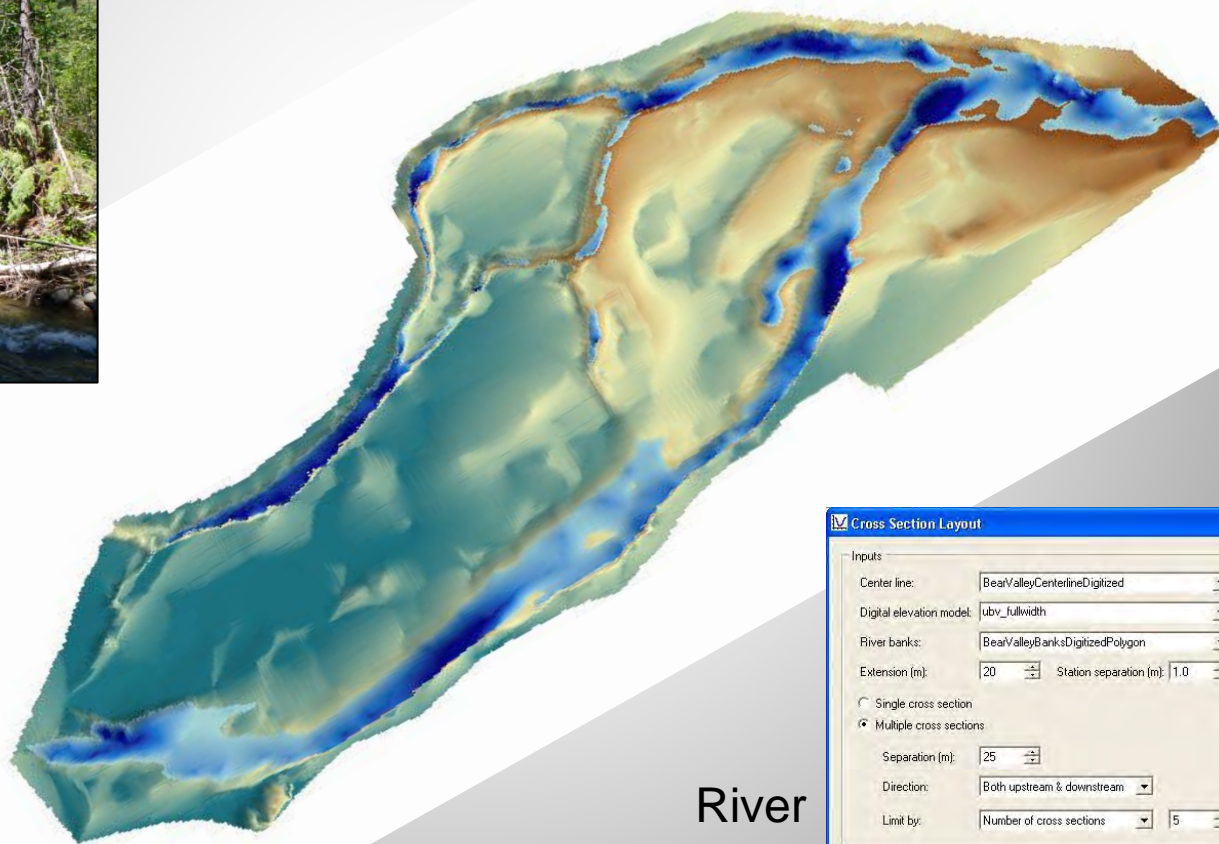 Cross Section Layout
Inputs
Center line: BearValleyCenterlineDigitized
Digital elevation model: ubv_fullwidth
River banks: BearValleyBanksDigitizedPolygon
Extension (m): 20 Station separation (m): 1.0
Single cross section
Multiple cross sections
Separation (m): 25
Direction: Both upstream & downstream
Limit by: Number of cross sections 5
River